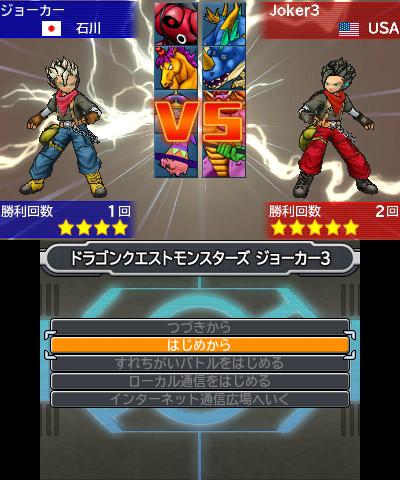 ジョーカー
石川
Joker3
USA
VS
勝利回数 1回
勝利回数 2回
ドラゴンクエストモンスターズ ジョーカー3
つづきから
はじめから
すれちがいバトルをはじめる
ローカル通信をはじめる
インターネット通信広場へいく